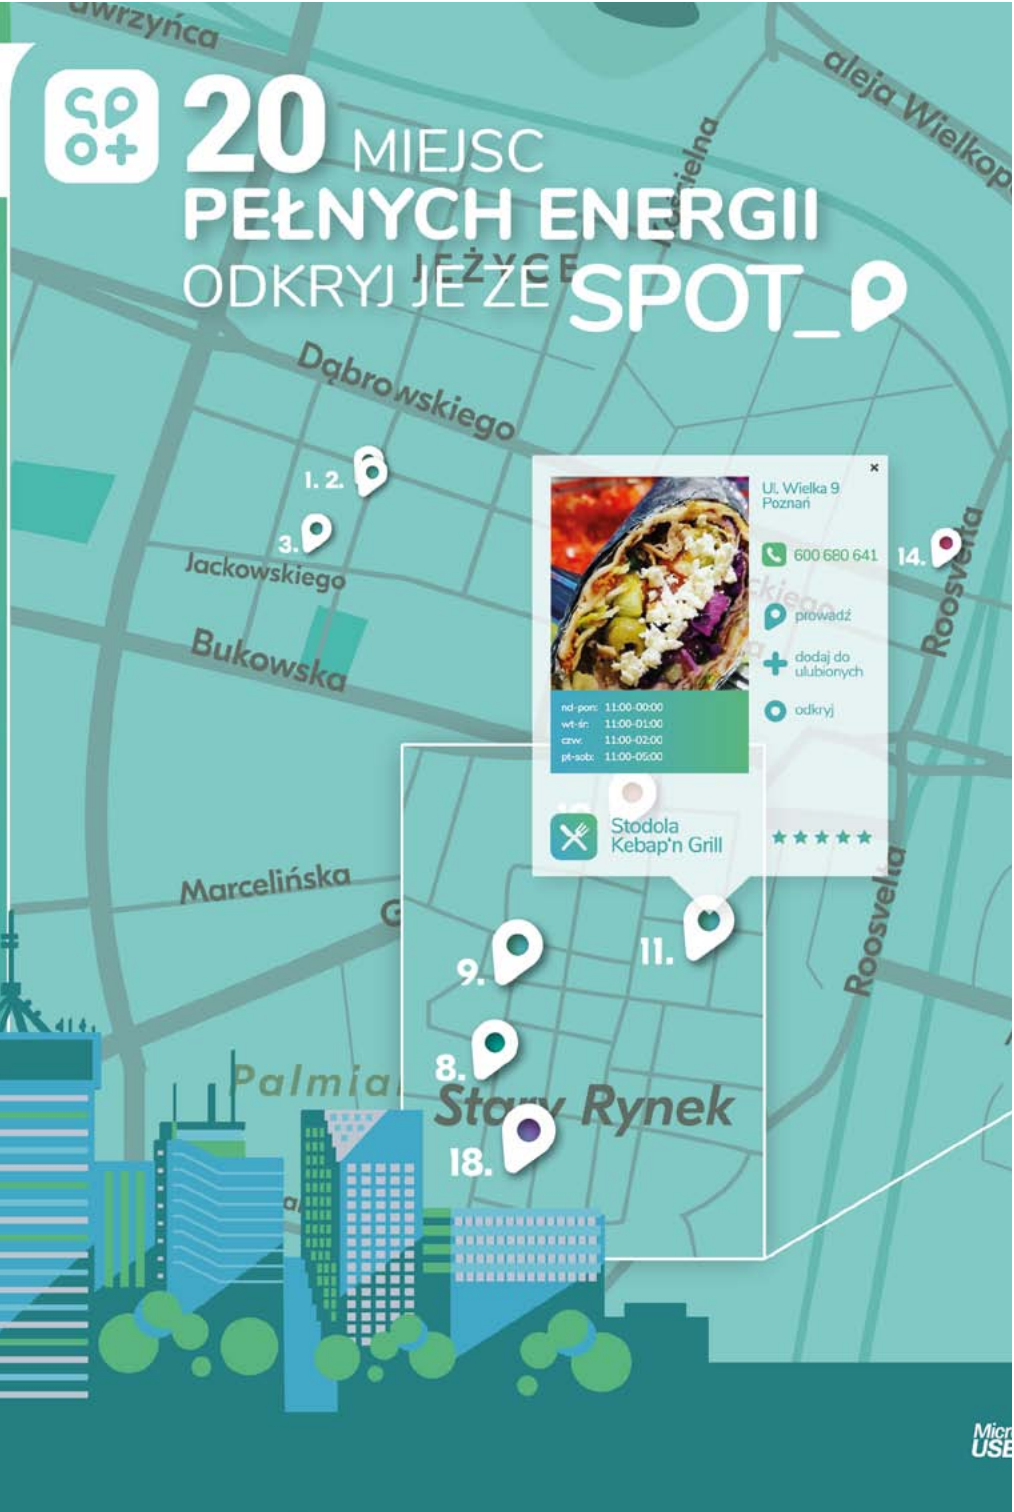 SP
O+
20 MIEJSC
PEŁNYCH ENERGII
ODKRYJ JE ZE SPOT_
JEŻYCE
Dąbrowskiego
1. 2.
3.
Jackowskiego
Bukowska
Ul. Wielka 9
Poznań
600 680 641
prowadź
dodaj do
ulubionych
odkryj
nd-pon: 11:00-00:00
wt-śr: 11:00-01:00
czw: 11:00-02:00
pt-sob: 11:00-05:00
Stodola
Kebap'n Grill
14.
Roosvelta
Roosvelta
Marcelińska
G
9.
11.
8.
Palmia
Stary Rynek
18.
USB